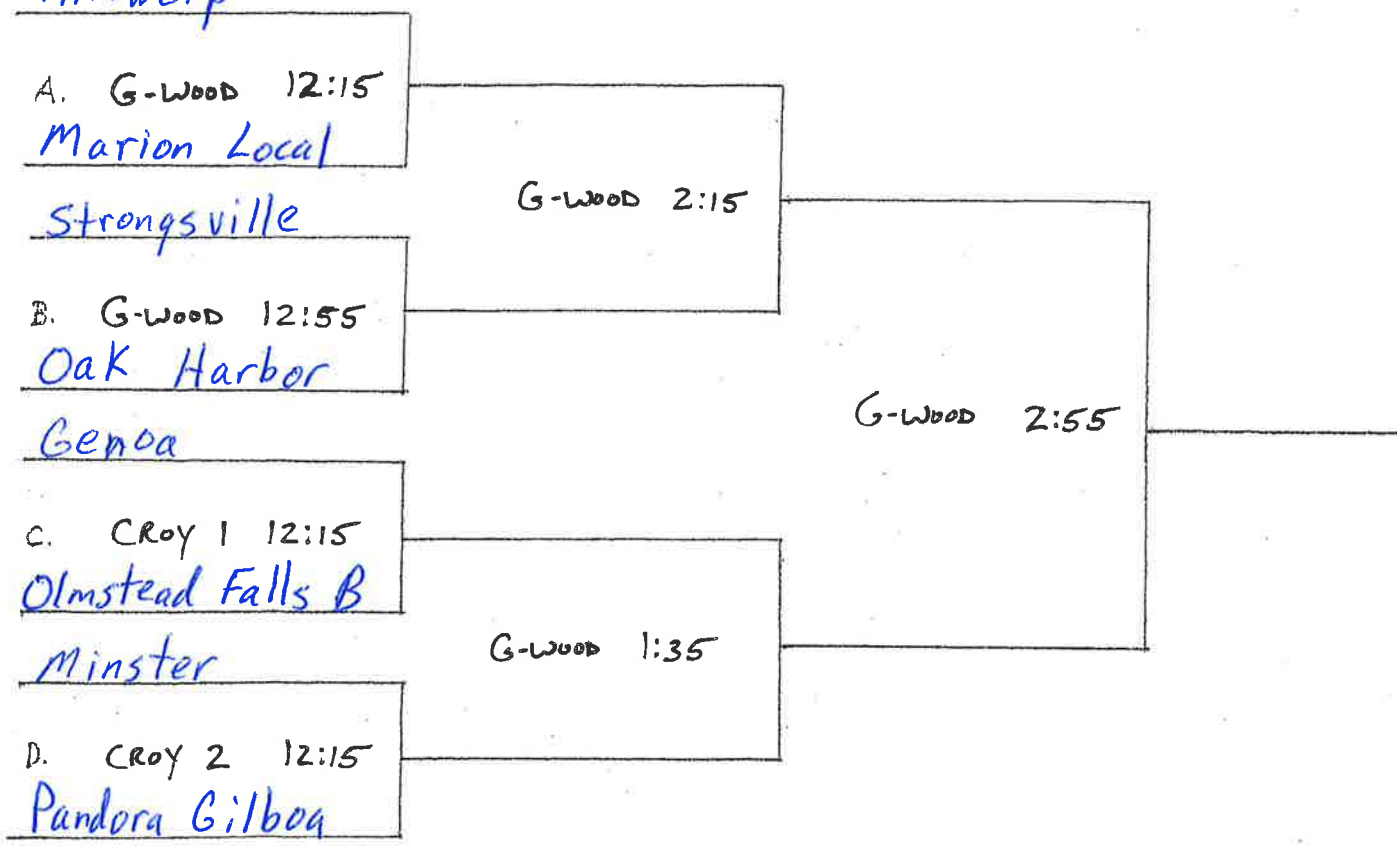 A. G-WOOD 12:15
Marion Local
Strongsville
G-WOOD 2:15
B. G-WOOD 12:55
Oak Harbor
G-WOOD 2:55
Genoa
C. CROY 1 12:15
Olmstead Falls B
Minster
G-WOOD 1:35
D. CROY 2 12:15
Pandora Gilboa